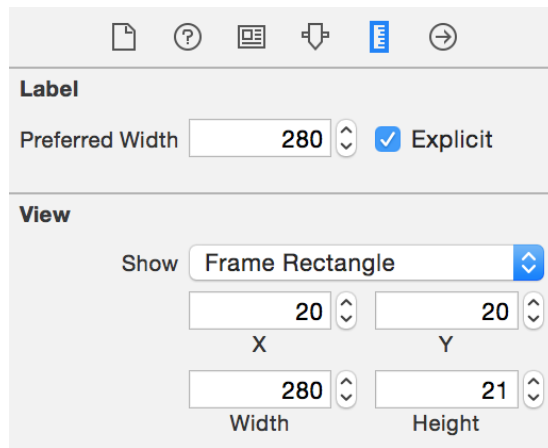 Label
Preferred Width 280 Explicit
View
Show Frame Rectangle
20 20
X Y
280 21
Width Height